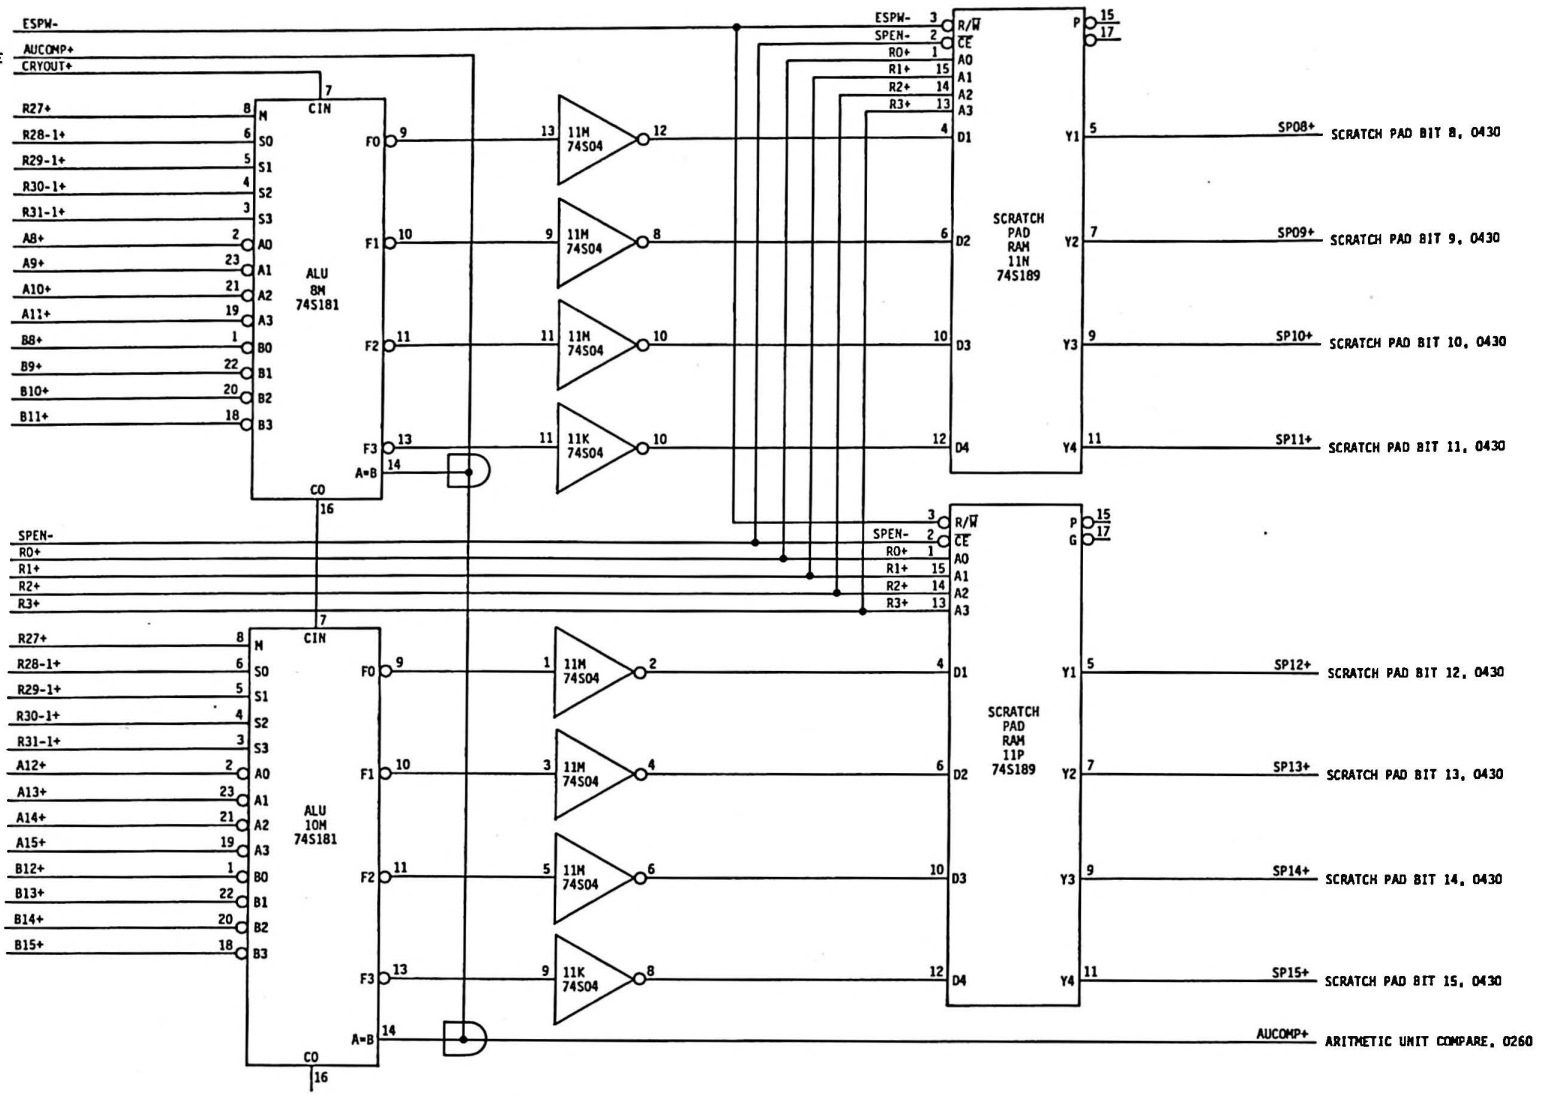 ESPW-
AUCOMP+
CRYOUT+
7
CIN
R27+ 8 M
R28-1+ 6 S0
R29-1+ 5 S1
R30-1+ 4 S2
R31-1+ 3 S3
A8+ 2 A0
A9+ 23 A1
A10+ 21 A2
A11+ 19 A3
B8+ 1 B0
B9+ 22 B1
B10+ 20 B2
B11+ 18 B3
ALU
8M
74S181
F0 9
F1 10
F2 11
F3 13
A=B 14
CO
16
13 11M 74S04 12
9 11M 74S04 8
11 11M 74S04 10
11 11K 74S04 10
ESPW- 3 R/W
SPEN- 2 CE
R0+ 1 A0
R1+ 15 A1
R2+ 14 A2
R3+ 13 A3
4 D1
6 D2
10 D3
12 D4
SCRATCH
PAD
RAM
11N
74S189
P 15
17
Y1 5 SP08+ SCRATCH PAD BIT 8, 0430
Y2 7 SP09+ SCRATCH PAD BIT 9, 0430
Y3 9 SP10+ SCRATCH PAD BIT 10, 0430
Y4 11 SP11+ SCRATCH PAD BIT 11, 0430
SPEN-
R0+
R1+
R2+
R3+
7
CIN
R27+ 8 M
R28-1+ 6 S0
R29-1+ 5 S1
R30-1+ 4 S2
R31-1+ 3 S3
A12+ 2 A0
A13+ 23 A1
A14+ 21 A2
A15+ 19 A3
B12+ 1 B0
B13+ 22 B1
B14+ 20 B2
B15+ 18 B3
ALU
10M
74S181
F0 9
F1 10
F2 11
F3 13
A=B 14
CO
16
1 11M 74S04 2
3 11M 74S04 4
5 11M 74S04 6
9 11K 74S04 8
3 R/W
SPEN- 2 CE
R0+ 1 A0
R1+ 15 A1
R2+ 14 A2
R3+ 13 A3
4 D1
6 D2
10 D3
12 D4
SCRATCH
PAD
RAM
11P
74S189
P 15
G 17
Y1 5 SP12+ SCRATCH PAD BIT 12, 0430
Y2 7 SP13+ SCRATCH PAD BIT 13, 0430
Y3 9 SP14+ SCRATCH PAD BIT 14, 0430
Y4 11 SP15+ SCRATCH PAD BIT 15, 0430
AUCOMP+ ARITMETIC UNIT COMPARE, 0260